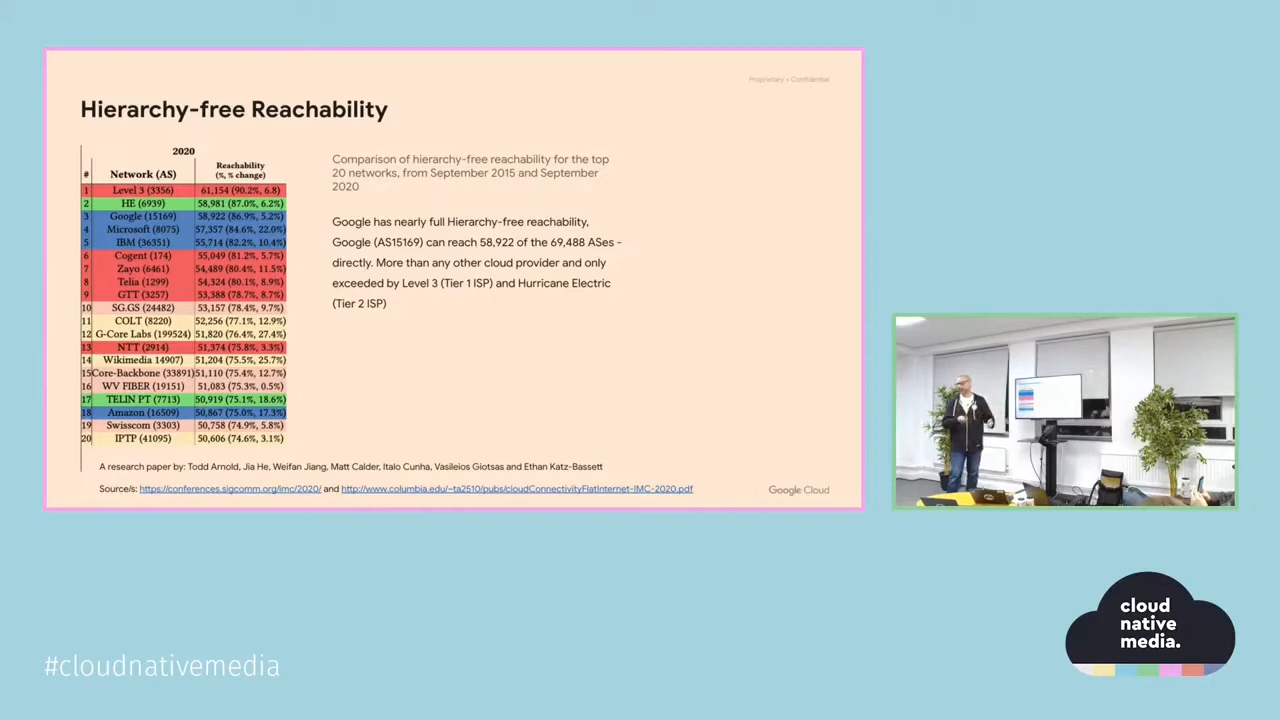 Proprietary + Confidential
Hierarchy-free Reachability
2020
# Network (AS) Reachability (%, % change)
1 Level 3 (3356) 61,154 (90.2%, 6.8)
2 HE (6939) 58,981 (87.0%, 6.2%)
3 Google (15169) 58,922 (86.9%, 5.2%)
4 Microsoft (8075) 57,357 (84.6%, 22.0%)
5 IBM (36351) 55,714 (82.2%, 10.4%)
6 Cogent (174) 55,049 (81.2%, 5.7%)
7 Zayo (6461) 54,489 (80.4%, 11.5%)
8 Telia (1299) 54,324 (80.1%, 8.9%)
9 GTT (3257) 53,388 (78.7%, 8.7%)
10 SG.GS (24482) 53,157 (78.4%, 9.7%)
11 COLT (8220) 52,256 (77.1%, 12.9%)
12 G-Core Labs (199524) 51,820 (76.4%, 27.4%)
13 NTT (2914) 51,374 (75.8%, 3.3%)
14 Wikimedia 14907) 51,204 (75.5%, 25.7%)
15 Core-Backbone (33891) 51,110 (75.4%, 12.7%)
16 WV FIBER (19151) 51,083 (75.3%, 0.5%)
17 TELIN PT (7713) 50,919 (75.1%, 18.6%)
18 Amazon (16509) 50,867 (75.0%, 17.3%)
19 Swisscom (3303) 50,758 (74.9%, 5.8%)
20 IPTP (41095) 50,606 (74.6%, 3.1%)
Comparison of hierarchy-free reachability for the top
20 networks, from September 2015 and September
2020
Google has nearly full Hierarchy-free reachability,
Google (AS15169) can reach 58,922 of the 69,488 ASes -
directly. More than any other cloud provider and only
exceeded by Level 3 (Tier 1 ISP) and Hurricane Electric
(Tier 2 ISP)
A research paper by: Todd Arnold, Jia He, Weifan Jiang, Matt Calder, Italo Cunha, Vasileios Giotsas and Ethan Katz-Bassett
Source/s: https://conferences.sigcomm.org/imc/2020/ and http://www.columbia.edu/~ta2510/pubs/cloudConnectivityFlatInternet-IMC-2020.pdf
Google Cloud
cloud
native
media.
#cloudnativemedia